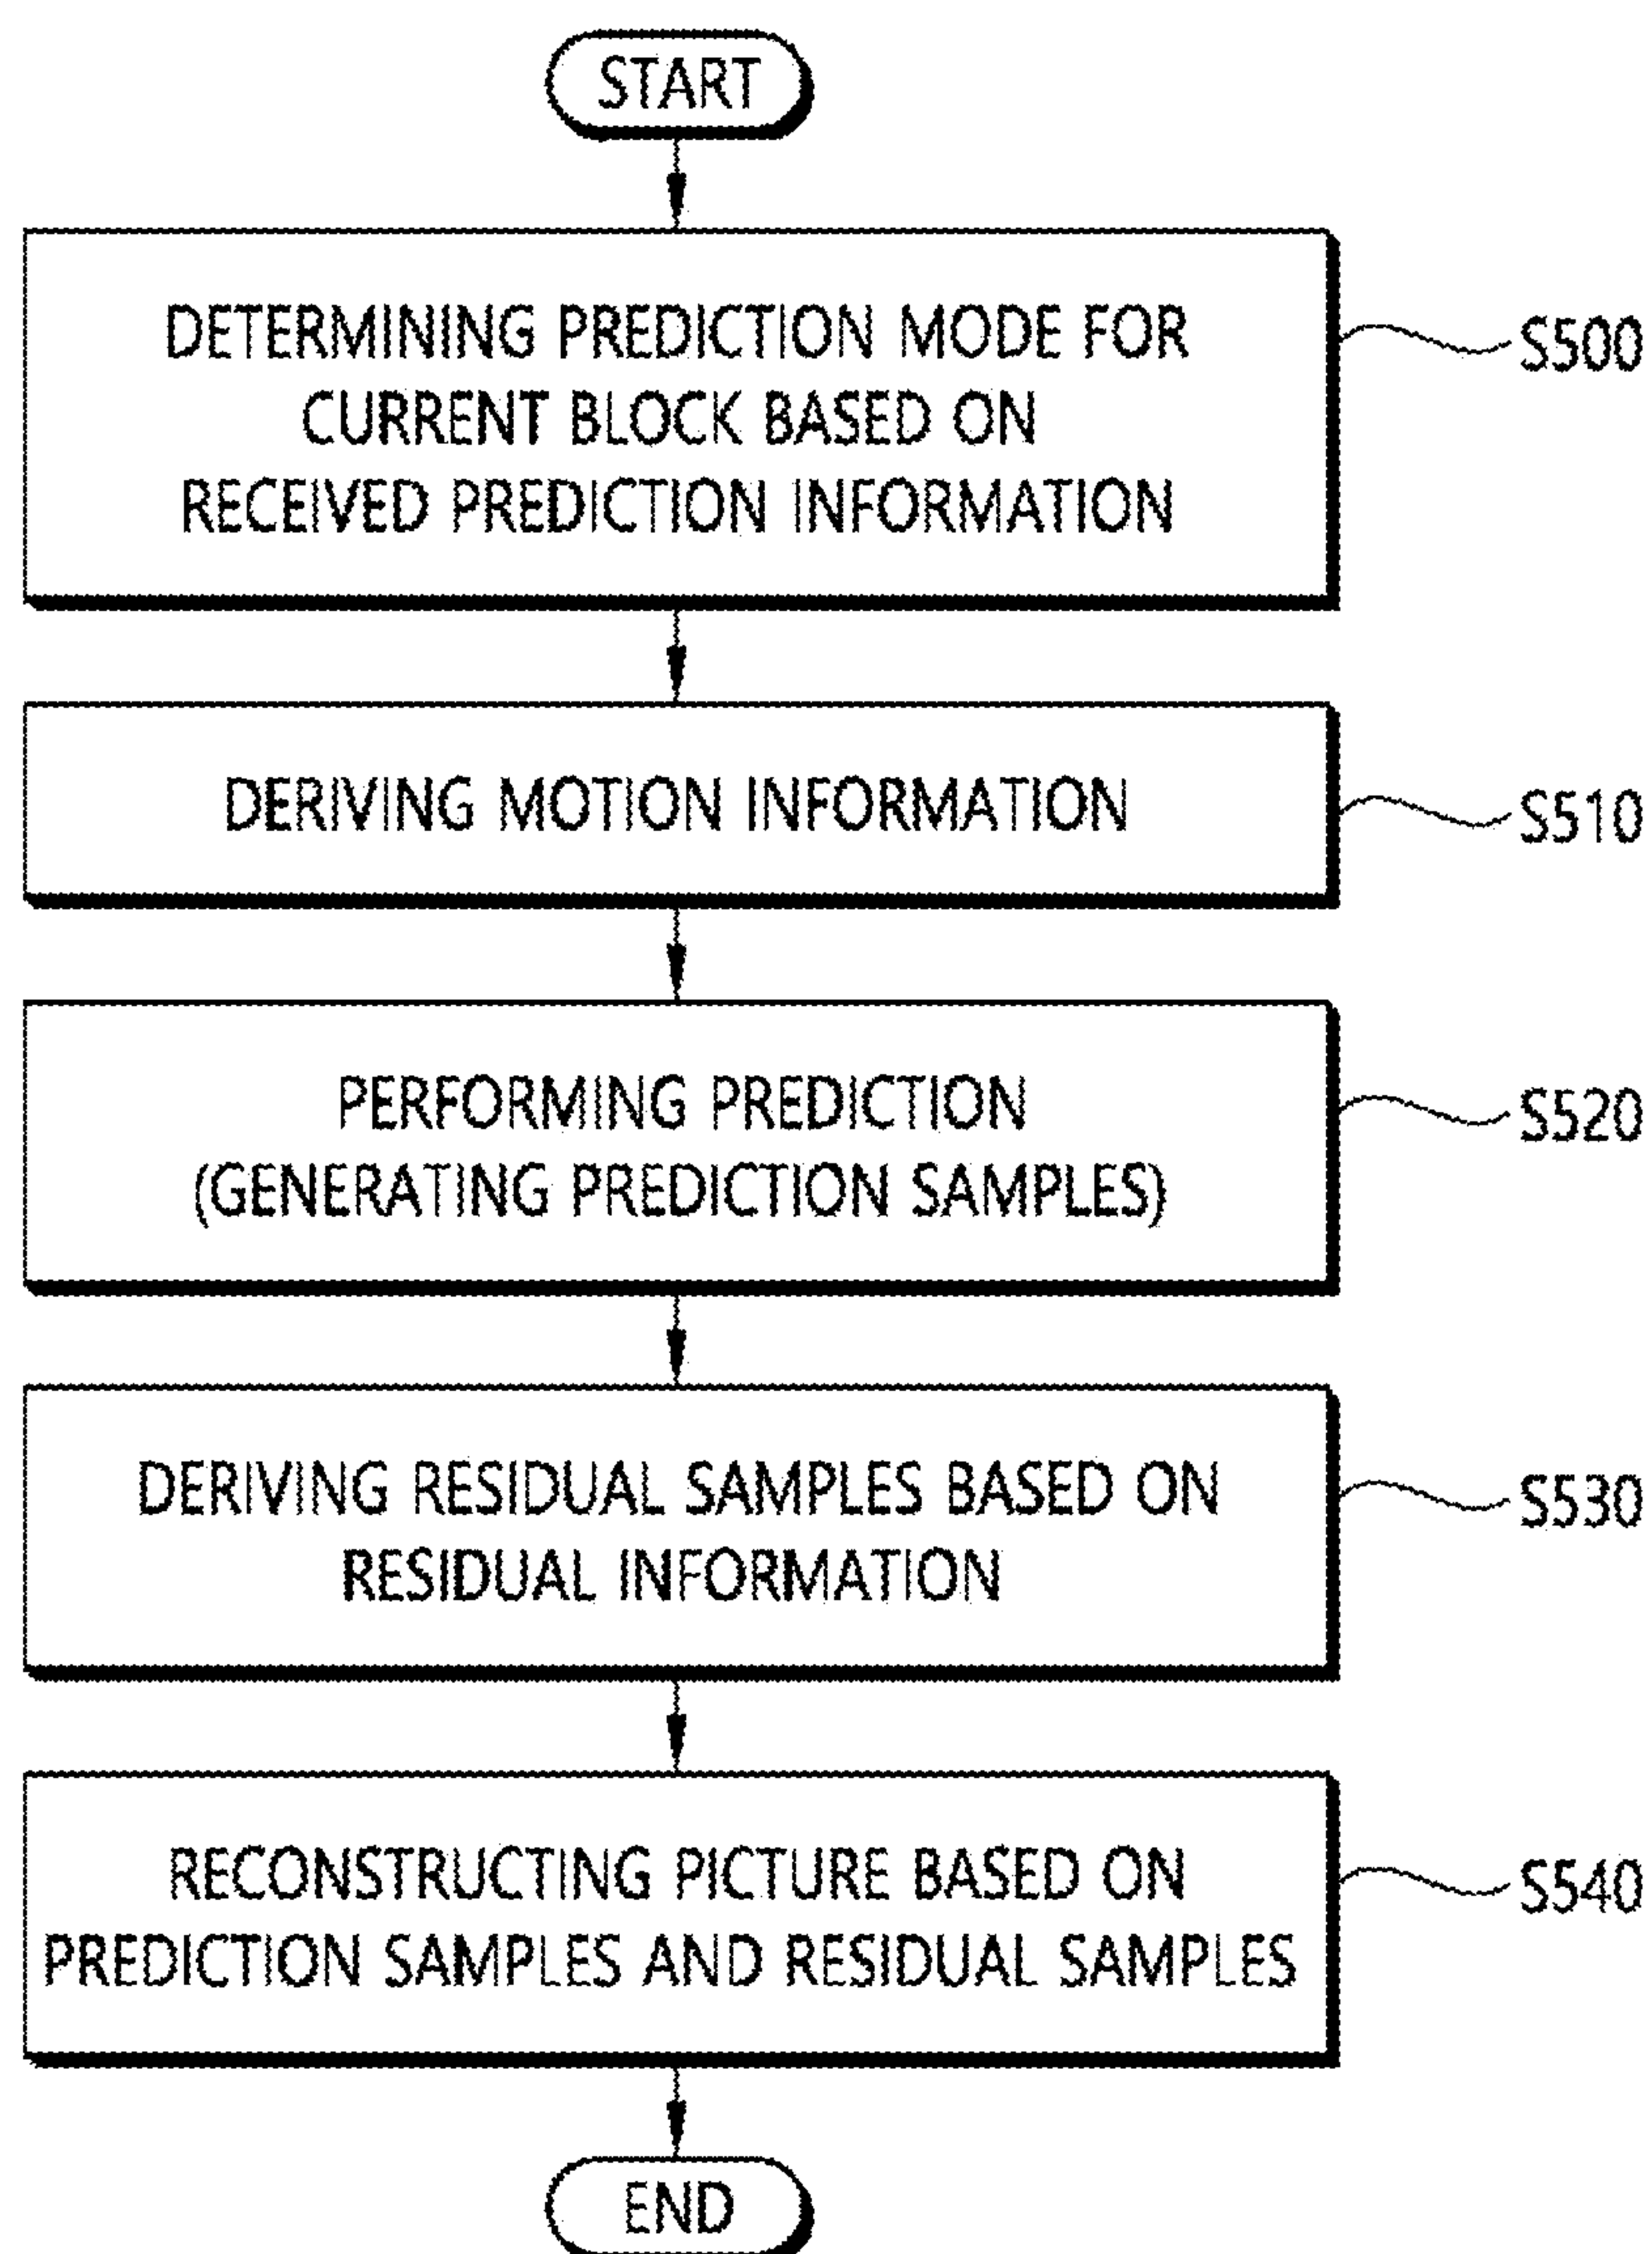 START
DETERMINING PREDICTION MODE FOR
CURRENT BLOCK BASED ON
RECEIVED PREDICTION INFORMATION
S500
DERIVING MOTION INFORMATION
S510
PERFORMING PREDICTION
(GENERATING PREDICTION SAMPLES)
S520
DERIVING RESIDUAL SAMPLES BASED ON
RESIDUAL INFORMATION
S530
RECONSTRUCTING PICTURE BASED ON
PREDICTION SAMPLES AND RESIDUAL SAMPLES
S540
END